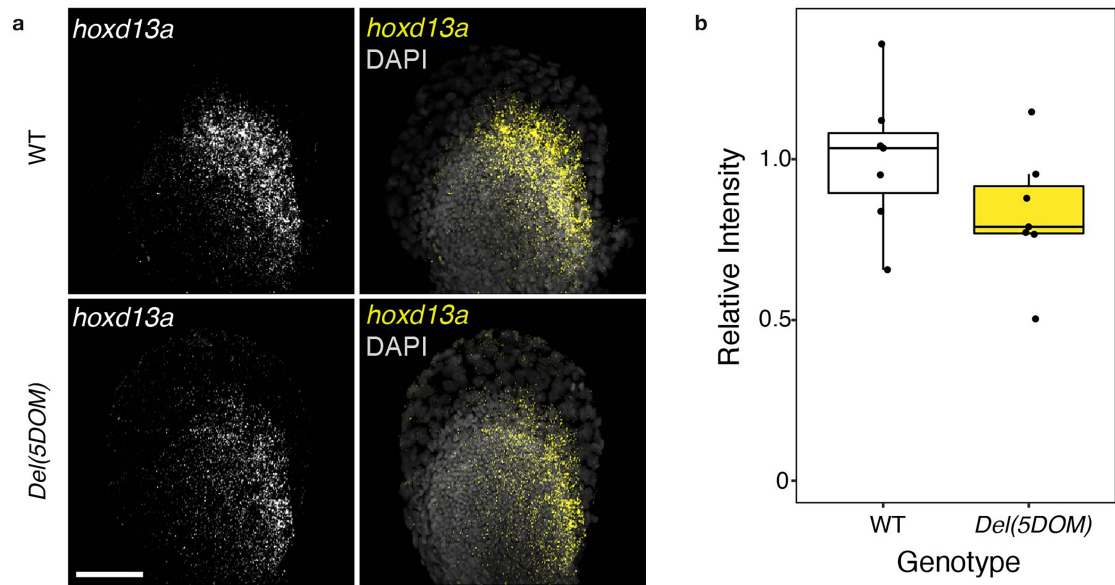 a
hoxd13a
hoxd13a
DAPI
WT
hoxd13a
hoxd13a
DAPI
Del(5DOM)
b
Relative Intensity
1.0
0.5
0
WT
Del(5DOM)
Genotype